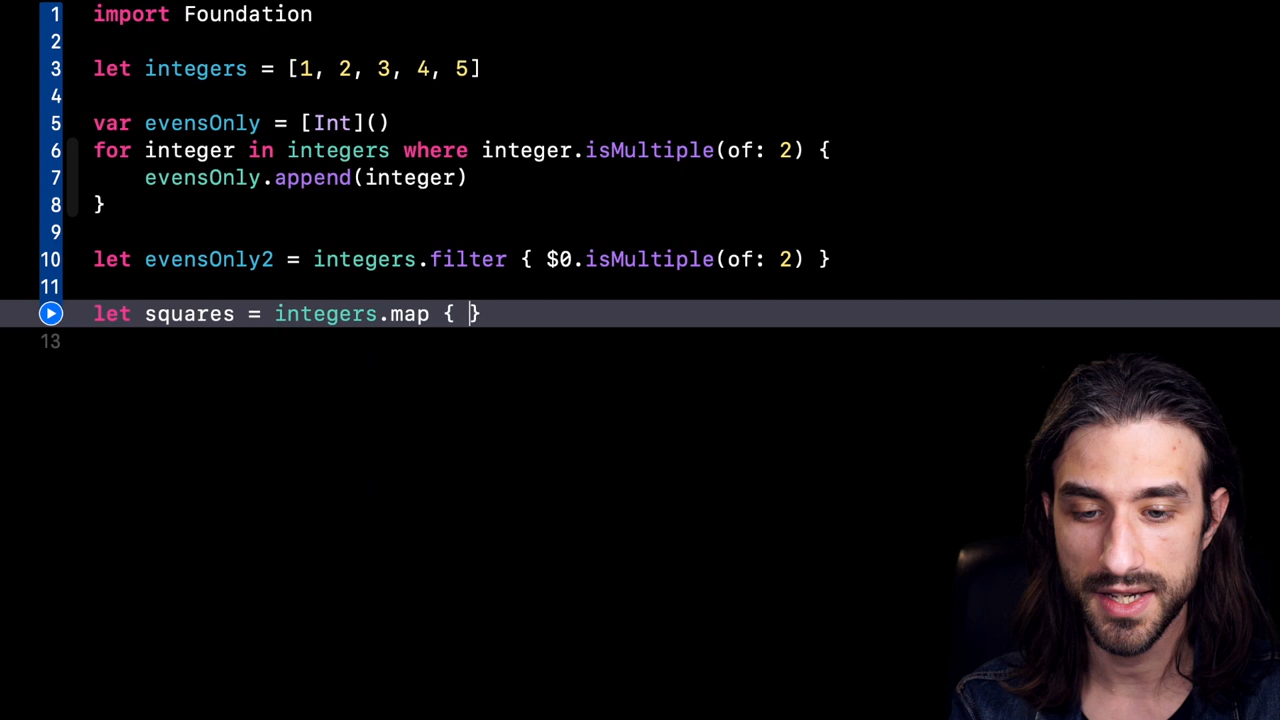 1 import Foundation
2
3 let integers = [1, 2, 3, 4, 5]
4
5 var evensOnly = [Int]()
6 for integer in integers where integer.isMultiple(of: 2) {
7 evensOnly.append(integer)
8 }
9
10 let evensOnly2 = integers.filter { $0.isMultiple(of: 2) }
11
let squares = integers.map { }
13